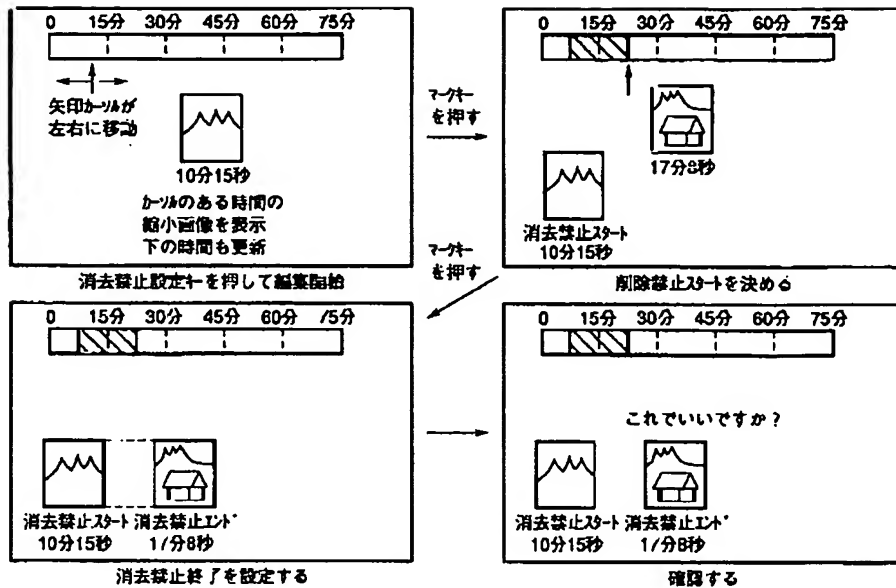 0 15分 30分 45分 60分 75分
矢印ｶｰｿﾙが
左右に移動
10分15秒
ｶｰｿﾙのある時間の
縮小画像を表示
下の時間も更新
消去禁止設定キーを押して編集開始
ﾏｰｸｷｰ
を押す
0 15分 30分 45分 60分 75分
17分8秒
消去禁止ｽﾀｰﾄ
10分15秒
削除禁止ｽﾀｰﾄを決める
ﾏｰｸｷｰ
を押す
0 15分 30分 45分 60分 75分
消去禁止ｽﾀｰﾄ 消去禁止ｴﾝﾄﾞ
10分15秒 17分8秒
消去禁止終了を設定する
0 15分 30分 45分 60分 75分
これでいいですか？
消去禁止ｽﾀｰﾄ 消去禁止ｴﾝﾄﾞ
10分15秒 17分8秒
確認する